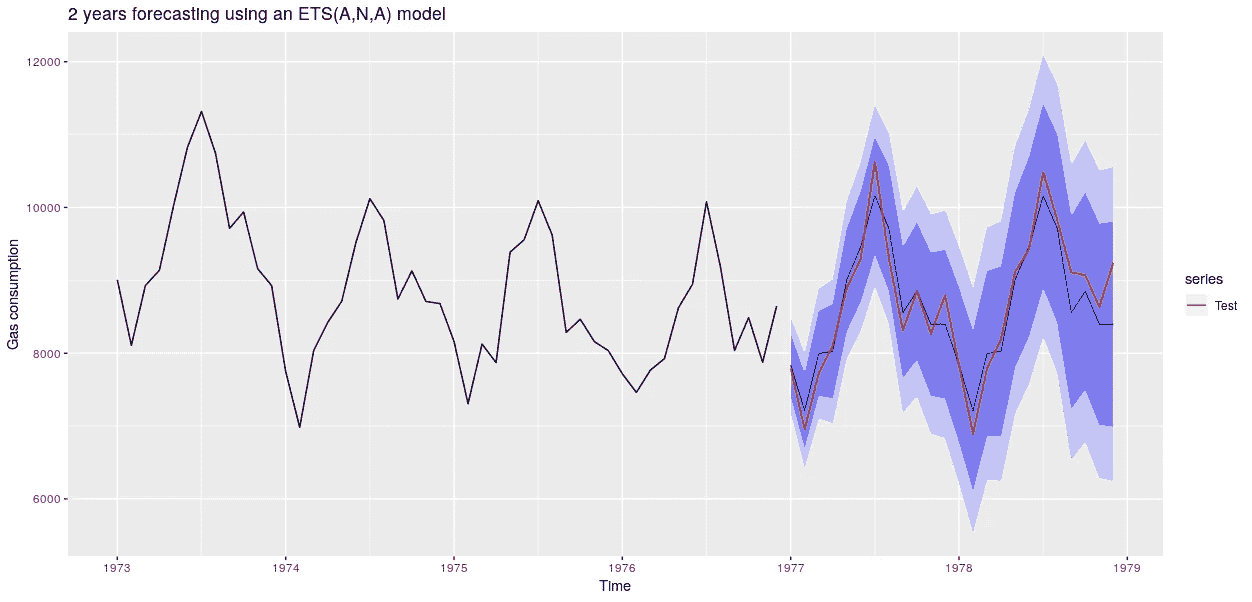 2 years forecasting using an ETS(A,N,A) model
12000
10000
8000
6000
Gas consumption
1973 1974 1975 1976 1977 1978 1979
Time
series
Test